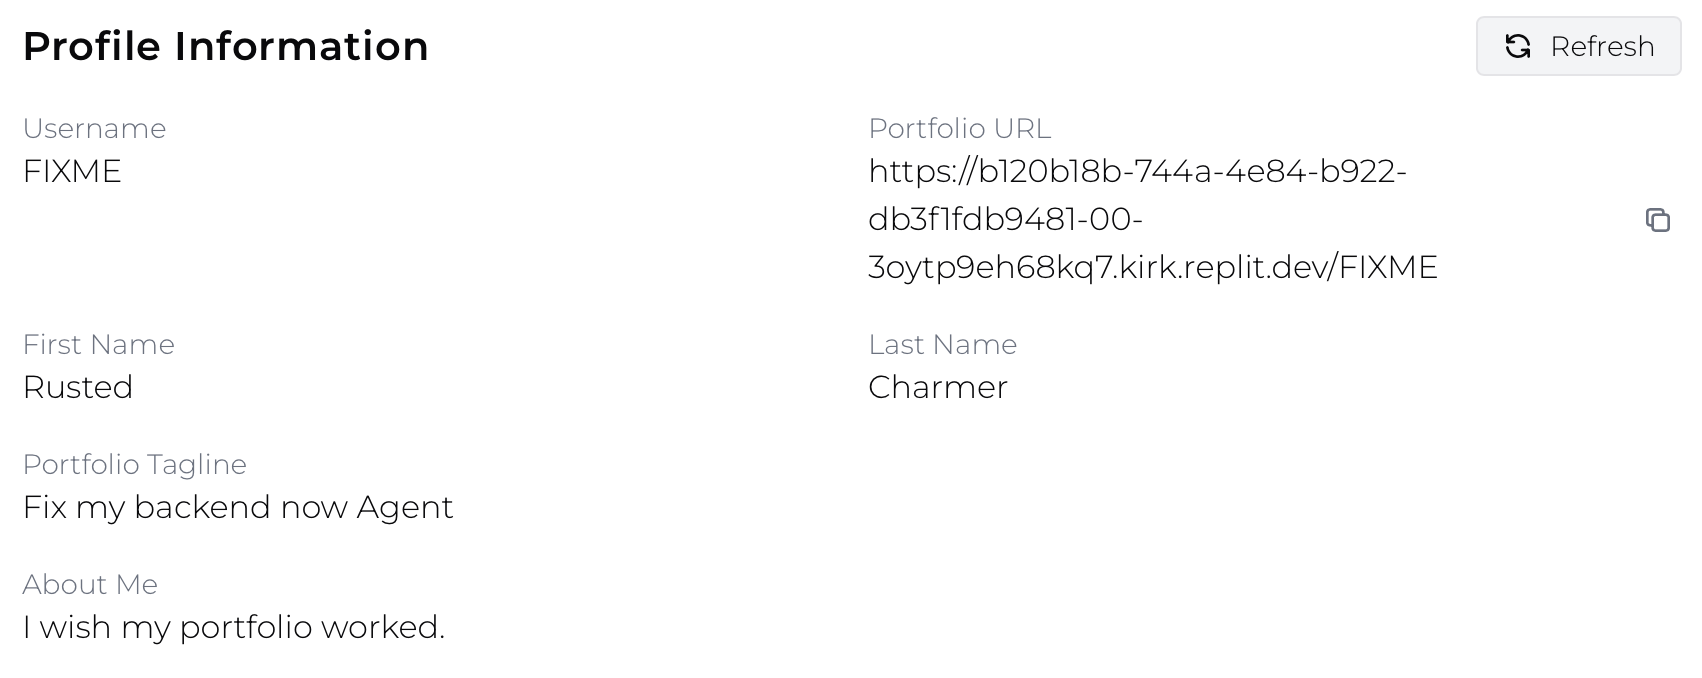 Profile Information
Refresh
Username
FIXME
Portfolio URL
https://b120b18b-744a-4e84-b922-
db3f1fdb9481-00-
3oytp9eh68kq7.kirk.replit.dev/FIXME
First Name
Rusted
Last Name
Charmer
Portfolio Tagline
Fix my backend now Agent
About Me
I wish my portfolio worked.